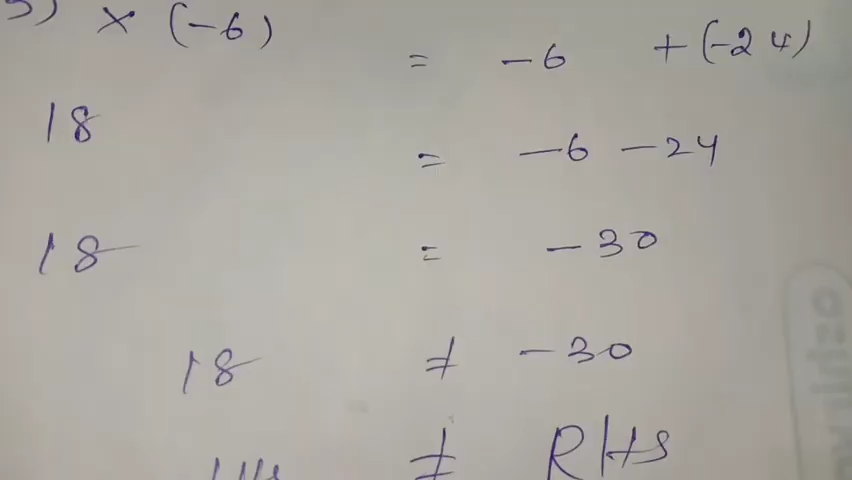 ) × (-6) = -6 +(-24)
18 = -6 -24
18 = -30
18 ≠ -30
≠ RHS